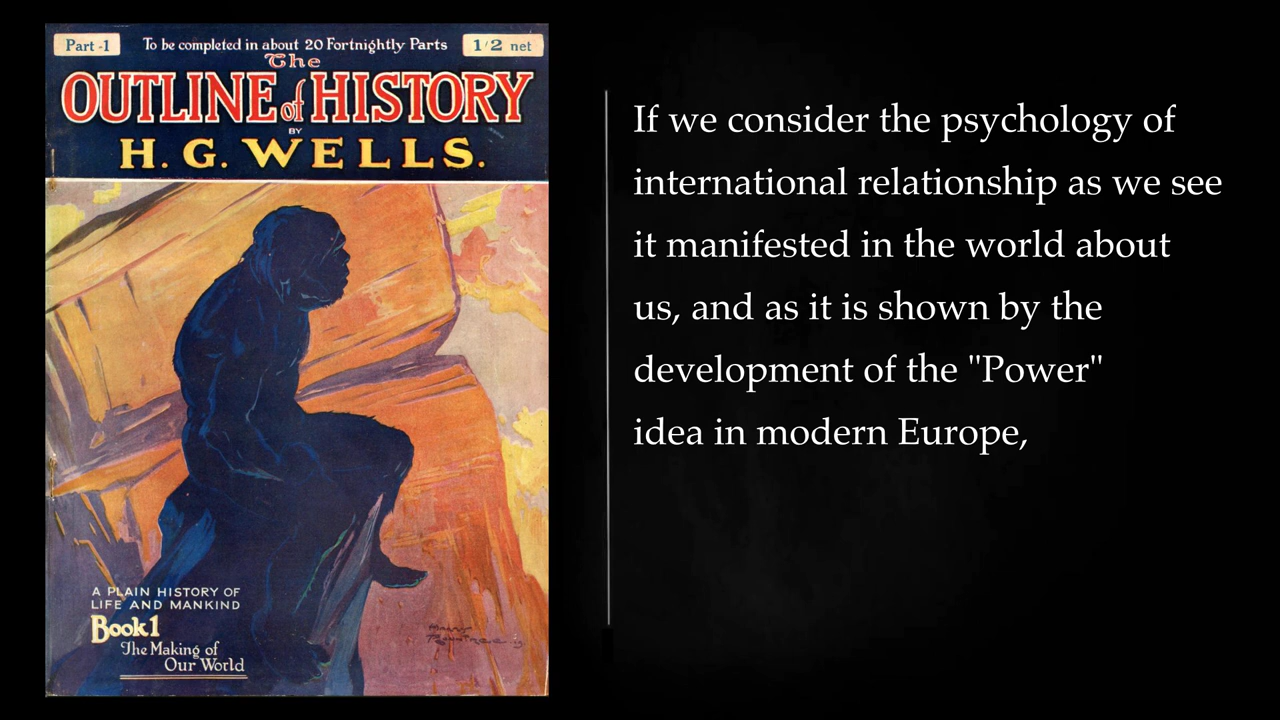 Part -1
To be completed in about 20 Fortnightly Parts
1/2 net
The
OUTLINE of HISTORY
BY
H. G. WELLS.
A PLAIN HISTORY OF
LIFE AND MANKIND
Book 1
The Making of
Our World
If we consider the psychology of
international relationship as we see
it manifested in the world about
us, and as it is shown by the
development of the "Power"
idea in modern Europe,